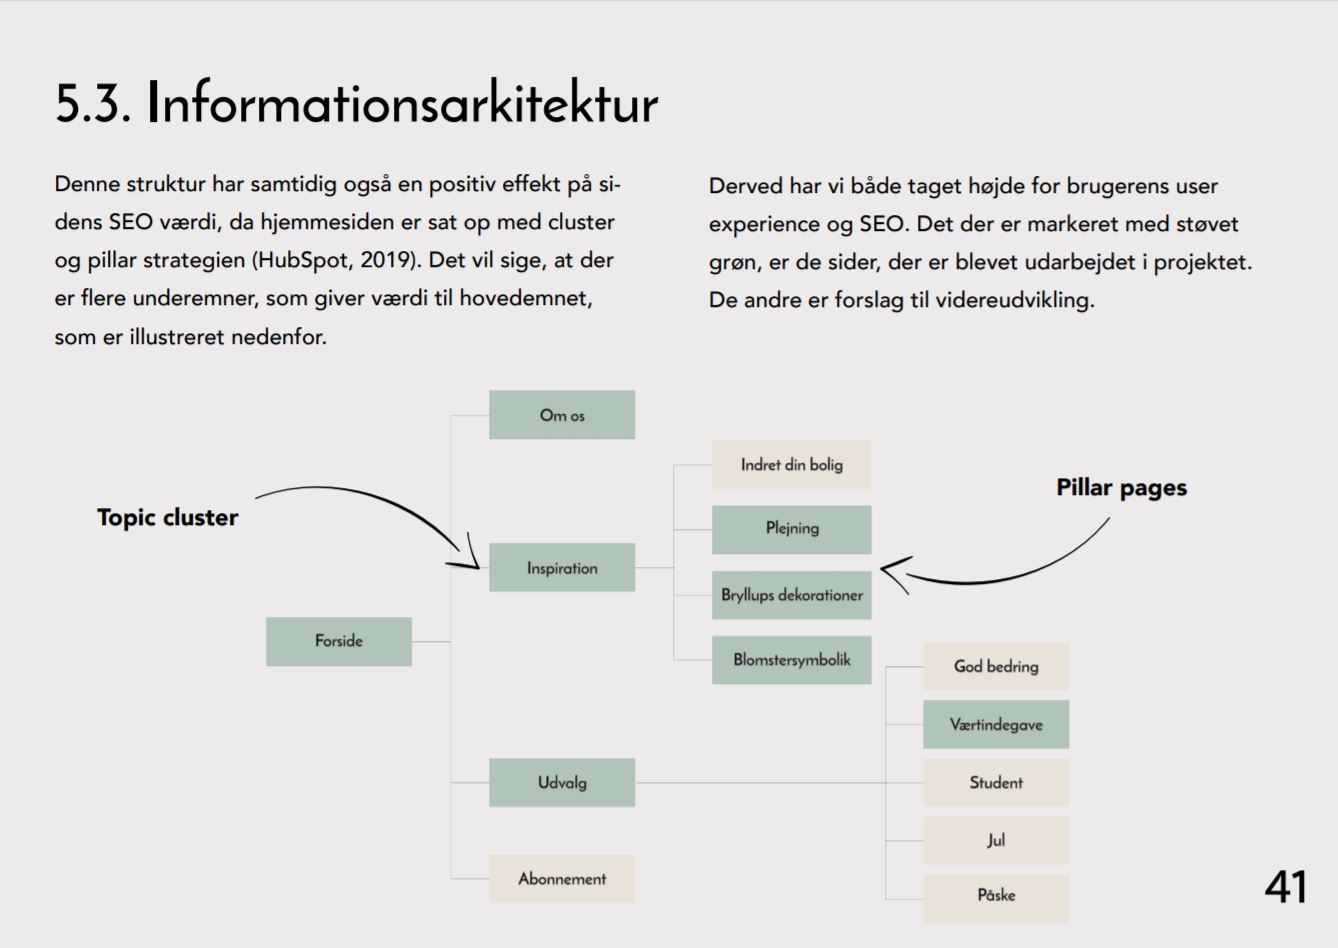 5.3. Informationsarkitektur
Denne struktur har samtidig også en positiv effekt på si-
dens SEO værdi, da hjemmesiden er sat op med cluster
og pillar strategien (HubSpot, 2019). Det vil sige, at der
er flere underemner, som giver værdi til hovedemnet,
som er illustreret nedenfor.
Derved har vi både taget højde for brugerens user
experience og SEO. Det der er markeret med støvet
grøn, er de sider, der er blevet udarbejdet i projektet.
De andre er forslag til videreudvikling.
Topic cluster
Pillar pages
Forside
Om os
Inspiration
Udvalg
Abonnement
Indret din bolig
Plejning
Bryllups dekorationer
Blomstersymbolik
God bedring
Værtindegave
Student
Jul
Påske
41